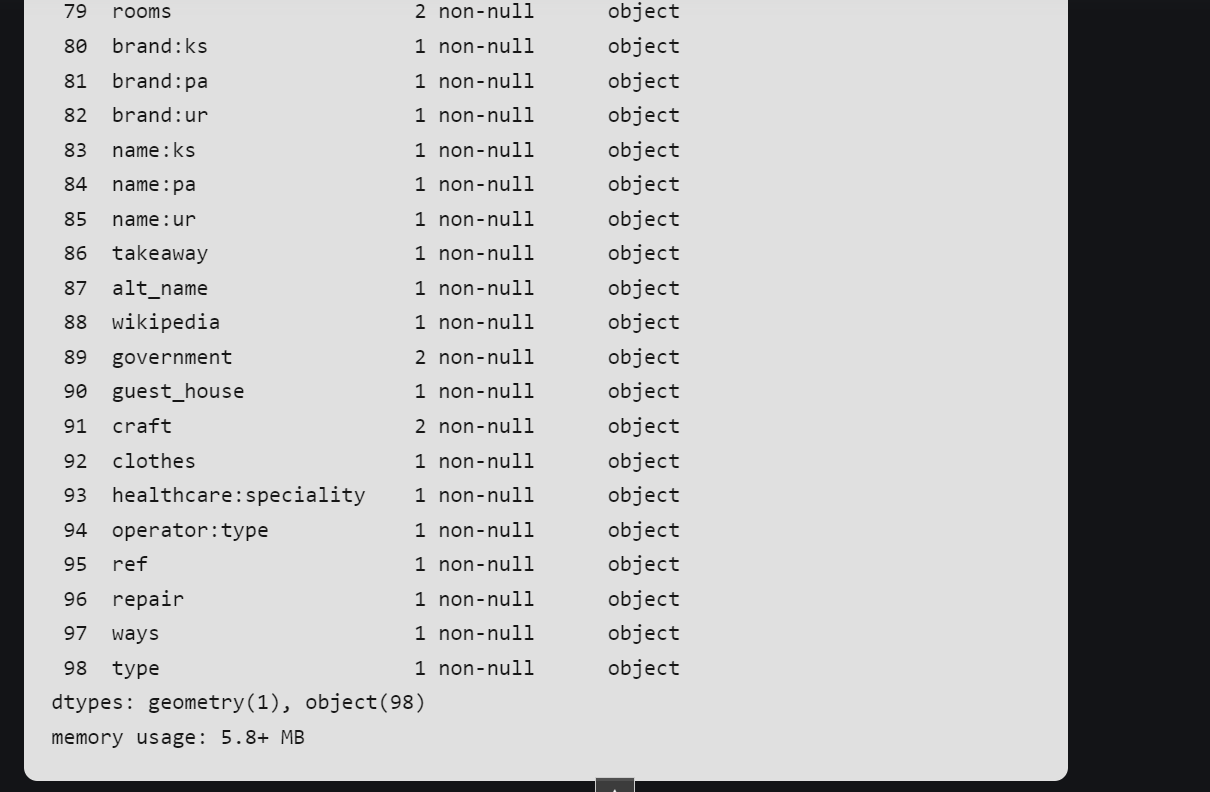 79 rooms 2 non-null object
80 brand:ks 1 non-null object
81 brand:pa 1 non-null object
82 brand:ur 1 non-null object
83 name:ks 1 non-null object
84 name:pa 1 non-null object
85 name:ur 1 non-null object
86 takeaway 1 non-null object
87 alt_name 1 non-null object
88 wikipedia 1 non-null object
89 government 2 non-null object
90 guest_house 1 non-null object
91 craft 2 non-null object
92 clothes 1 non-null object
93 healthcare:speciality 1 non-null object
94 operator:type 1 non-null object
95 ref 1 non-null object
96 repair 1 non-null object
97 ways 1 non-null object
98 type 1 non-null object
dtypes: geometry(1), object(98)
memory usage: 5.8+ MB